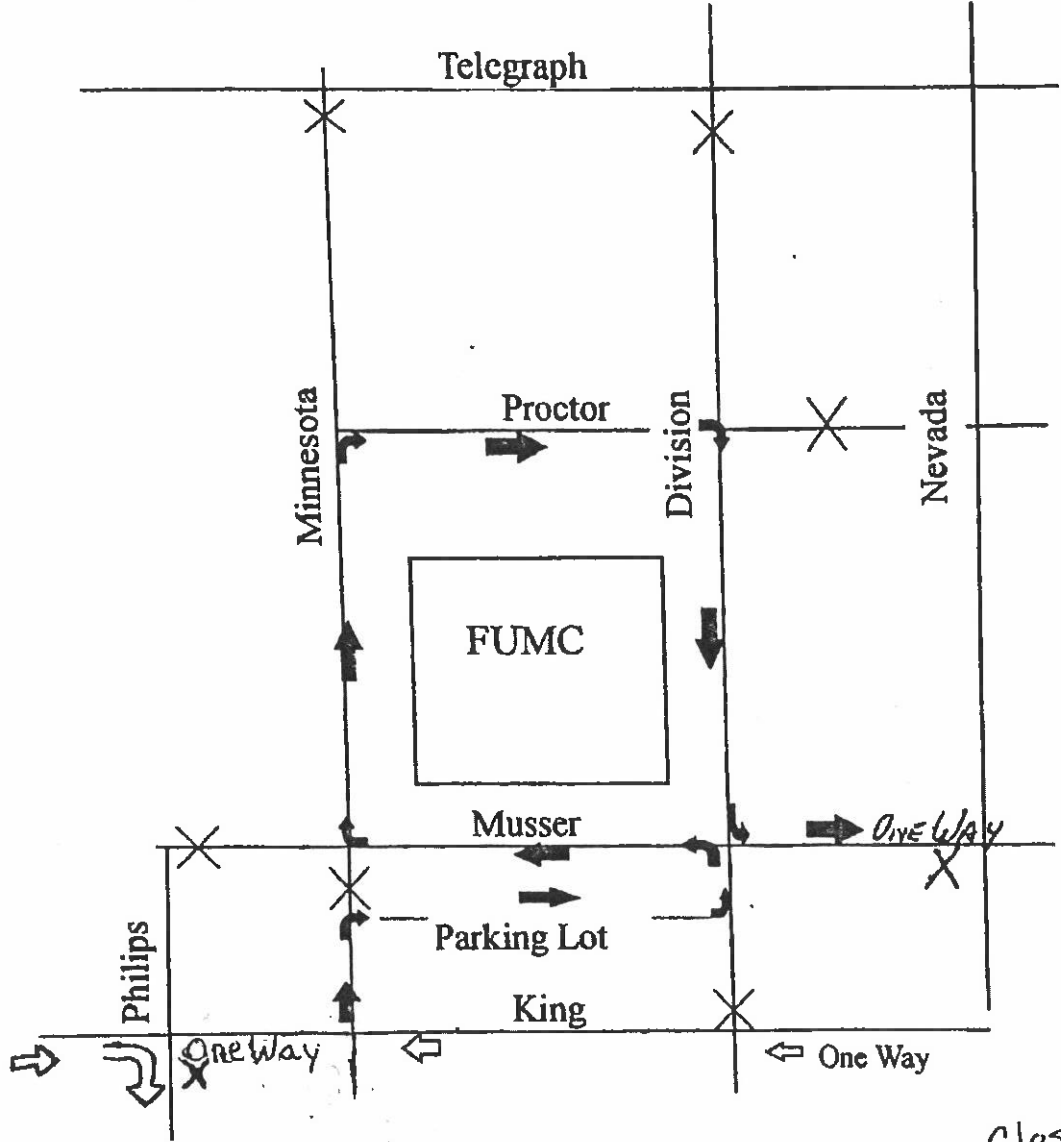 Telegraph
Minnesota
Proctor
Division
Nevada
FUMC
Musser
ONE WAY
X
Philips
Parking Lot
King
One Way
X
One Way